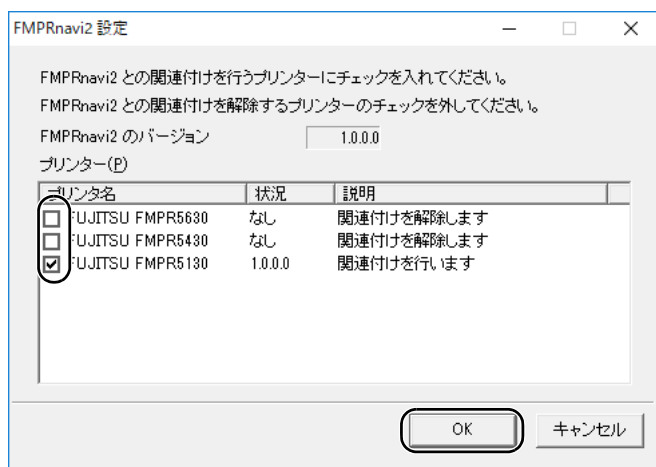 FMPRnavi2 設定
FMPRnavi2 との関連付けを行うプリンターにチェックを入れてください。
FMPRnavi2 との関連付けを解除するプリンターのチェックを外してください。
FMPRnavi2 のバージョン 1.0.0.0
プリンター(P)
プリンタ名 状況 説明
FUJITSU FMPR5630 なし 関連付けを解除します
FUJITSU FMPR5430 なし 関連付けを解除します
FUJITSU FMPR5130 1.0.0.0 関連付けを行います
OK キャンセル